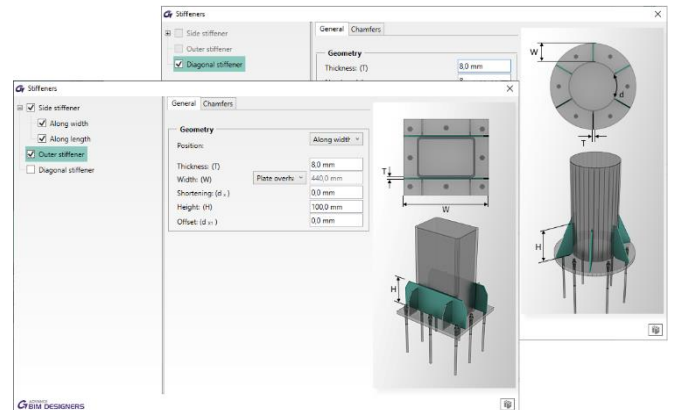 Stiffeners
Side stiffener
Outer stiffener
Diagonal stiffener
General Chamfers
Geometry
Thickness: (T) 8,0 mm
W
d
T
H
Stiffeners
Side stiffener
Along width
Along length
Outer stiffener
Diagonal stiffener
General Chamfers
Geometry
Position: Along width
Thickness: (T) 8,0 mm
Width: (W) Plate overh 440,0 mm
Shortening: (d 0,0 mm
Height: (H) 100,0 mm
Offset: (d 0,0 mm
T
W
H
ADVANCE
BIM DESIGNERS